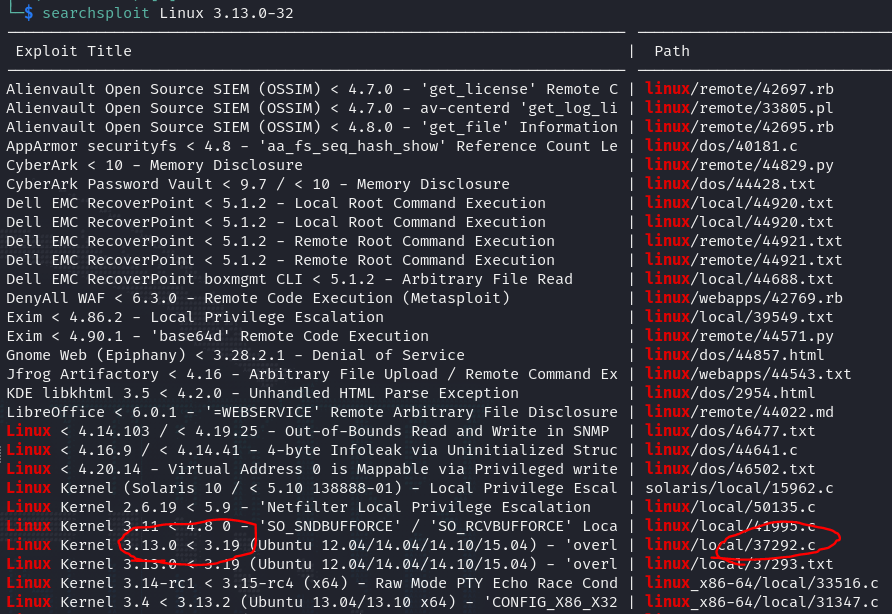 $ searchsploit Linux 3.13.0-32
Exploit Title | Path
Alienvault Open Source SIEM (OSSIM) < 4.7.0 - 'get_license' Remote C | linux/remote/42697.rb
Alienvault Open Source SIEM (OSSIM) < 4.7.0 - av-centerd 'get_log_li | linux/remote/33805.pl
Alienvault Open Source SIEM (OSSIM) < 4.8.0 - 'get_file' Information | linux/remote/42695.rb
AppArmor securityfs < 4.8 - 'aa_fs_seq_hash_show' Reference Count Le | linux/dos/40181.c
CyberArk < 10 - Memory Disclosure | linux/remote/44829.py
CyberArk Password Vault < 9.7 / < 10 - Memory Disclosure | linux/dos/44428.txt
Dell EMC RecoverPoint < 5.1.2 - Local Root Command Execution | linux/local/44920.txt
Dell EMC RecoverPoint < 5.1.2 - Local Root Command Execution | linux/local/44920.txt
Dell EMC RecoverPoint < 5.1.2 - Remote Root Command Execution | linux/remote/44921.txt
Dell EMC RecoverPoint < 5.1.2 - Remote Root Command Execution | linux/remote/44921.txt
Dell EMC RecoverPoint boxmgmt CLI < 5.1.2 - Arbitrary File Read | linux/local/44688.txt
DenyAll WAF < 6.3.0 - Remote Code Execution (Metasploit) | linux/webapps/42769.rb
Exim < 4.86.2 - Local Privilege Escalation | linux/local/39549.txt
Exim < 4.90.1 - 'base64d' Remote Code Execution | linux/remote/44571.py
Gnome Web (Epiphany) < 3.28.2.1 - Denial of Service | linux/dos/44857.html
Jfrog Artifactory < 4.16 - Arbitrary File Upload / Remote Command Ex | linux/webapps/44543.txt
KDE libkhtml 3.5 < 4.2.0 - Unhandled HTML Parse Exception | linux/dos/2954.html
LibreOffice < 6.0.1 - '=WEBSERVICE' Remote Arbitrary File Disclosure | linux/remote/44022.md
Linux < 4.14.103 / < 4.19.25 - Out-of-Bounds Read and Write in SNMP | linux/dos/46477.txt
Linux < 4.16.9 / < 4.14.41 - 4-byte Infoleak via Uninitialized Struc | linux/dos/44641.c
Linux < 4.20.14 - Virtual Address 0 is Mappable via Privileged write | linux/dos/46502.txt
Linux Kernel (Solaris 10 / < 5.10 138888-01) - Local Privilege Escal | solaris/local/15962.c
Linux Kernel 2.6.19 < 5.9 - 'Netfilter Local Privilege Escalation | linux/local/50135.c
Linux Kernel 3.11 < 4.8 0 - 'SO_SNDBUFFORCE' / 'SO_RCVBUFFORCE' Loca | linux/local/41995.c
Linux Kernel 3.13.0 < 3.19 (Ubuntu 12.04/14.04/14.10/15.04) - 'overl | linux/local/37292.c
Linux Kernel 3.13.0 < 3.19 (Ubuntu 12.04/14.04/14.10/15.04) - 'overl | linux/local/37293.txt
Linux Kernel 3.14-rc1 < 3.15-rc4 (x64) - Raw Mode PTY Echo Race Cond | linux_x86-64/local/33516.c
Linux Kernel 3.4 < 3.13.2 (Ubuntu 13.04/13.10 x64) - 'CONFIG_X86_X32 | linux_x86-64/local/31347.c